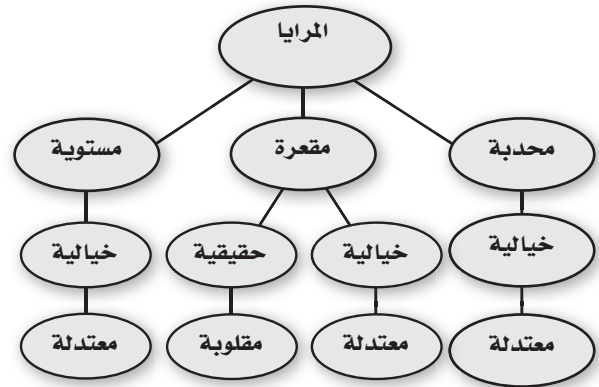 المرايا
محدبة
مقعرة
مستوية
خيالية
خيالية
حقيقية
خيالية
معتدلة
معتدلة
مقلوبة
معتدلة